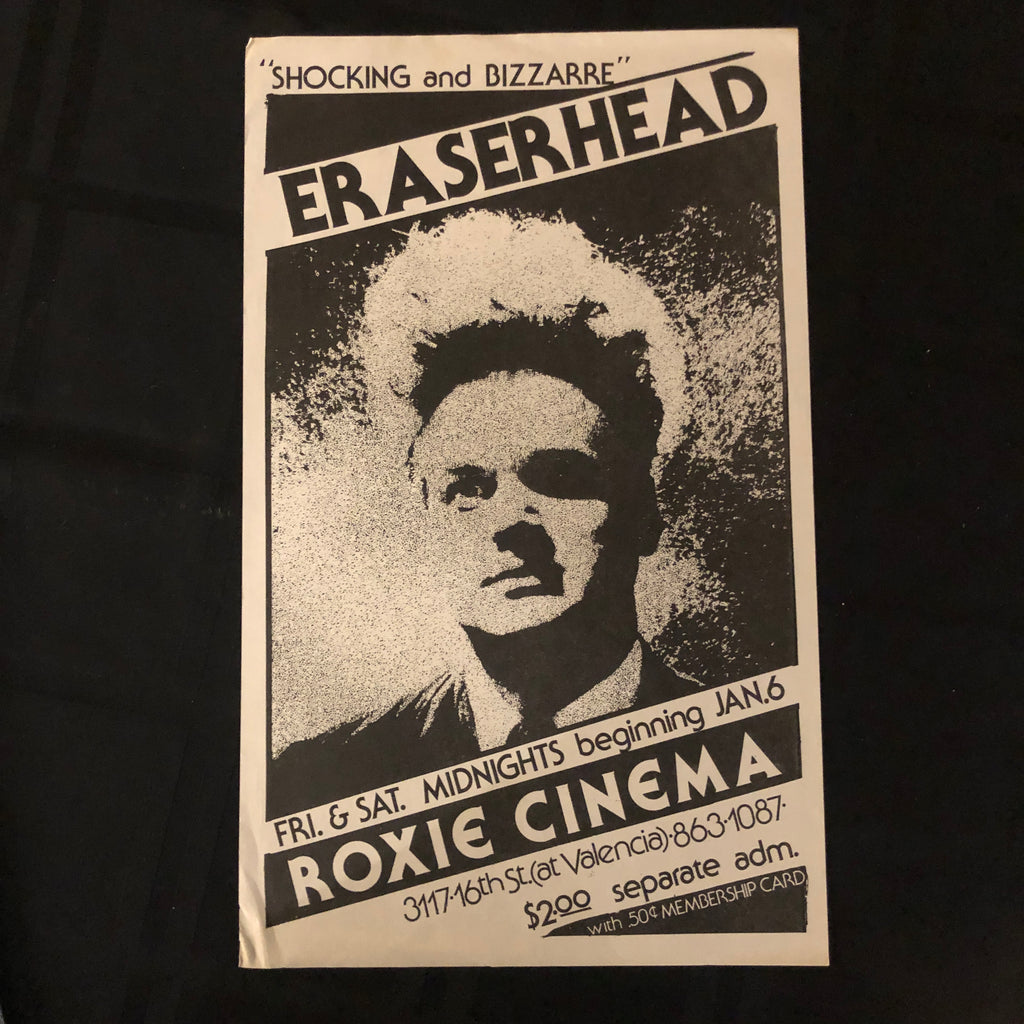 "SHOCKING and BIZZARRE"
ERASERHEAD
FRI. & SAT. MIDNIGHTS beginning JAN.6
ROXIE CINEMA
3117·16th St.(at Valencia)·863·1087·
$2.00 separate adm.
with .50¢ MEMBERSHIP CARD